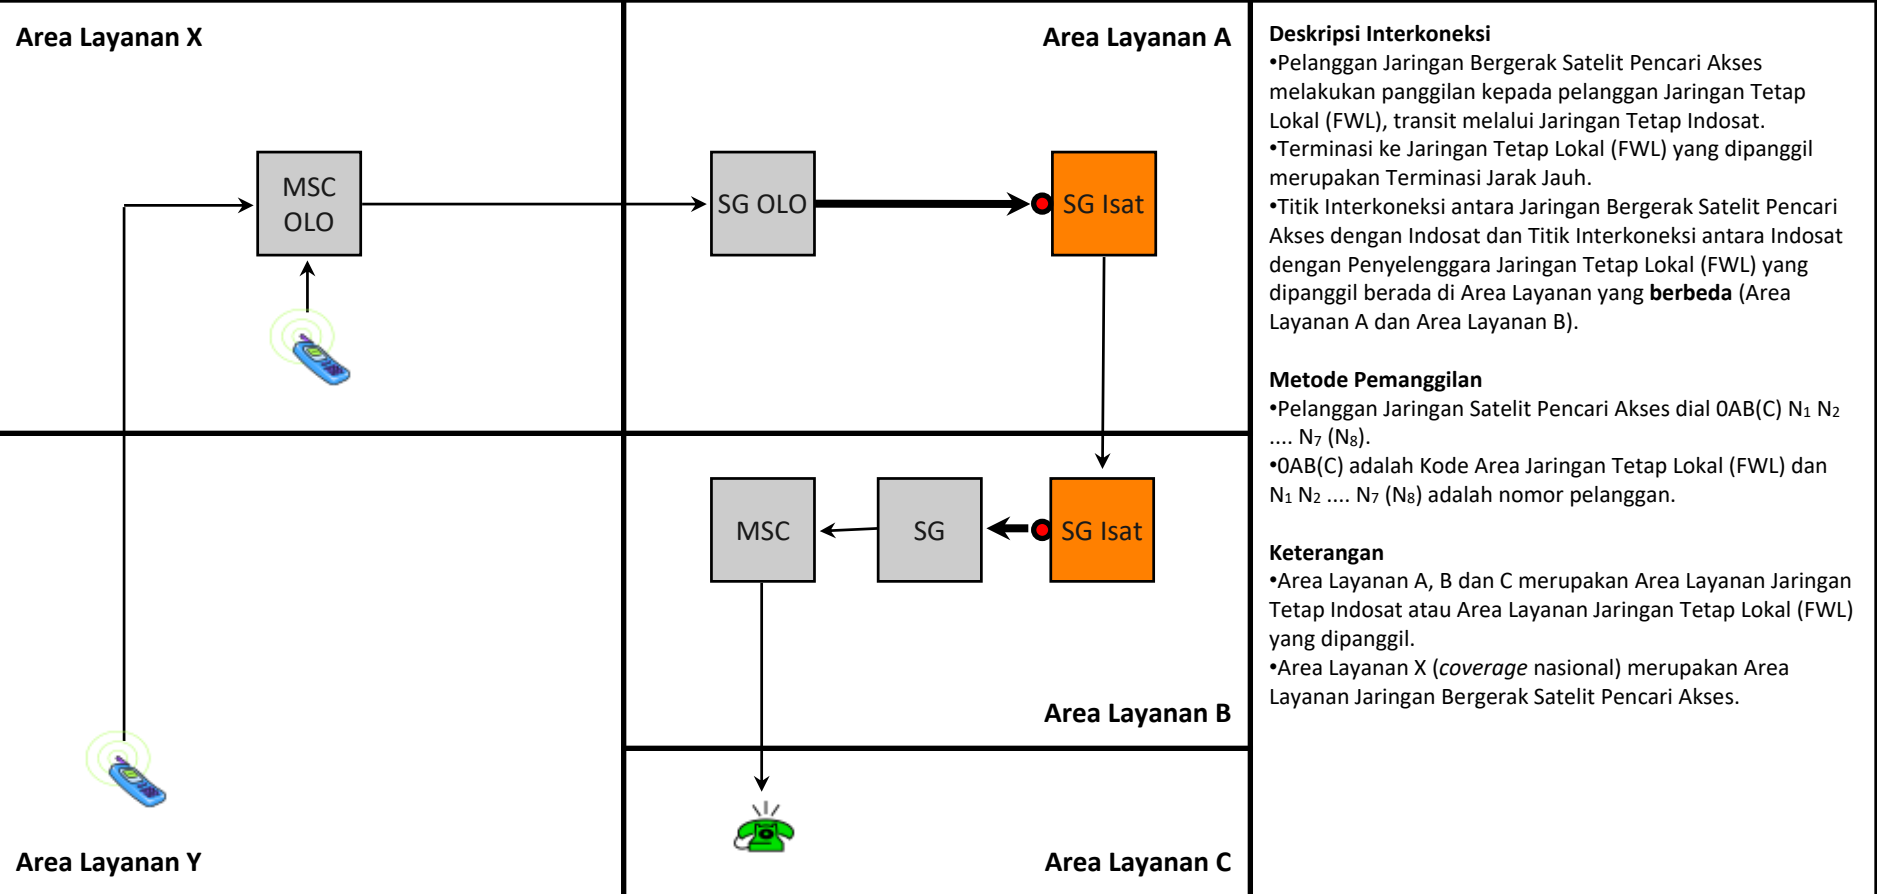 Area Layanan X
Area Layanan A
MSC
OLO
SG OLO
SG Isat
MSC
SG
SG Isat
Area Layanan B
Area Layanan Y
Area Layanan C
Deskripsi Interkoneksi
•Pelanggan Jaringan Bergerak Satelit Pencari Akses
melakukan panggilan kepada pelanggan Jaringan Tetap
Lokal (FWL), transit melalui Jaringan Tetap Indosat.
•Terminasi ke Jaringan Tetap Lokal (FWL) yang dipanggil
merupakan Terminasi Jarak Jauh.
•Titik Interkoneksi antara Jaringan Bergerak Satelit Pencari
Akses dengan Indosat dan Titik Interkoneksi antara Indosat
dengan Penyelenggara Jaringan Tetap Lokal (FWL) yang
dipanggil berada di Area Layanan yang berbeda (Area
Layanan A dan Area Layanan B).
Metode Pemanggilan
•Pelanggan Jaringan Satelit Pencari Akses dial 0AB(C) N₁ N₂
.... N₇ (N₈).
•0AB(C) adalah Kode Area Jaringan Tetap Lokal (FWL) dan
N₁ N₂ .... N₇ (N₈) adalah nomor pelanggan.
Keterangan
•Area Layanan A, B dan C merupakan Area Layanan Jaringan
Tetap Indosat atau Area Layanan Jaringan Tetap Lokal (FWL)
yang dipanggil.
•Area Layanan X (coverage nasional) merupakan Area
Layanan Jaringan Bergerak Satelit Pencari Akses.